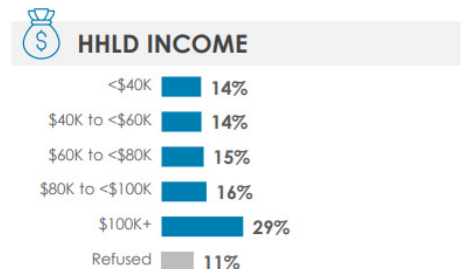 $
HHLD INCOME
<$40K 14%
$40K to <$60K 14%
$60K to <$80K 15%
$80K to <$100K 16%
$100K+ 29%
Refused 11%